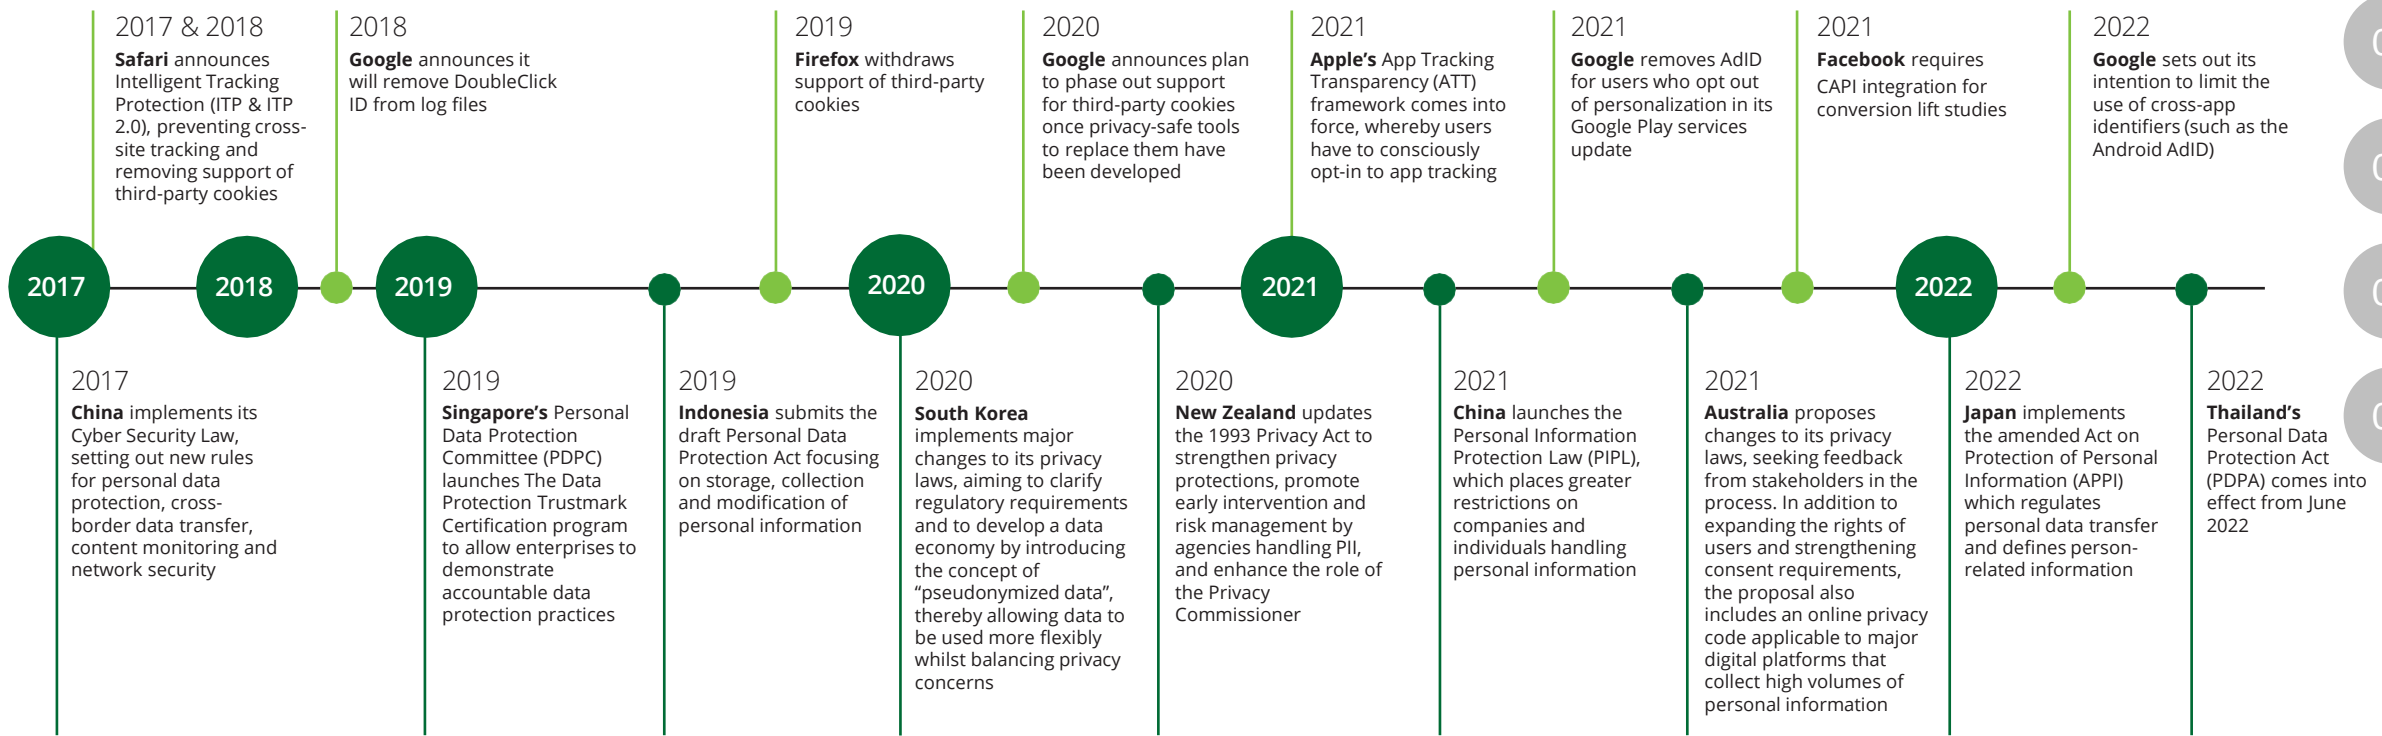 2017 & 2018
Safari announces
Intelligent Tracking
Protection (ITP & ITP
2.0), preventing cross-
site tracking and
removing support of
third-party cookies
2018
Google announces it
will remove DoubleClick
ID from log files
2019
Firefox withdraws
support of third-party
cookies
2020
Google announces plan
to phase out support
for third-party cookies
once privacy-safe tools
to replace them have
been developed
2021
Apple's App Tracking
Transparency (ATT)
framework comes into
force, whereby users
have to consciously
opt-in to app tracking
2021
Google removes AdID
for users who opt out
of personalization in its
Google Play services
update
2021
Facebook requires
CAPI integration for
conversion lift studies
2022
Google sets out its
intention to limit the
use of cross-app
identifiers (such as the
Android AdID)
2017
2018
2019
2020
2021
2022
2017
China implements its
Cyber Security Law,
setting out new rules
for personal data
protection, cross-
border data transfer,
content monitoring and
network security
2019
Singapore's Personal
Data Protection
Committee (PDPC)
launches The Data
Protection Trustmark
Certification program
to allow enterprises to
demonstrate
accountable data
protection practices
2019
Indonesia submits the
draft Personal Data
Protection Act focusing
on storage, collection
and modification of
personal information
2020
South Korea
implements major
changes to its privacy
laws, aiming to clarify
regulatory requirements
and to develop a data
economy by introducing
the concept of
“pseudonymized data”,
thereby allowing data to
be used more flexibly
whilst balancing privacy
concerns
2020
New Zealand updates
the 1993 Privacy Act to
strengthen privacy
protections, promote
early intervention and
risk management by
agencies handling PII,
and enhance the role of
the Privacy
Commissioner
2021
China launches the
Personal Information
Protection Law (PIPL),
which places greater
restrictions on
companies and
individuals handling
personal information
2021
Australia proposes
changes to its privacy
laws, seeking feedback
from stakeholders in the
process. In addition to
expanding the rights of
users and strengthening
consent requirements,
the proposal also
includes an online privacy
code applicable to major
digital platforms that
collect high volumes of
personal information
2022
Japan implements
the amended Act on
Protection of Personal
Information (APPI)
which regulates
personal data transfer
and defines person-
related information
2022
Thailand's
Personal Data
Protection Act
(PDPA) comes into
effect from June
2022